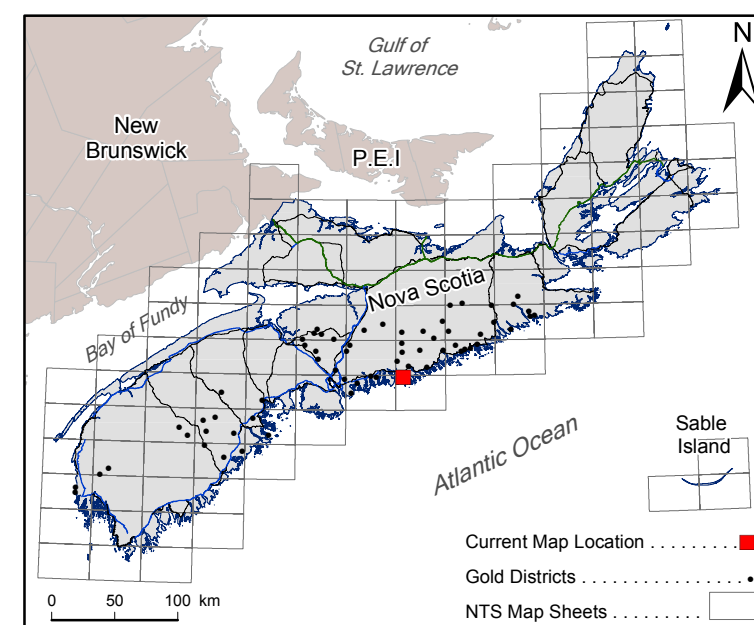 Gulf of
St. Lawrence
N
New
Brunswick
P.E.I
Nova Scotia
Bay of Fundy
Sable
Island
Atlantic Ocean
Current Map Location . . . . . . . . .
Gold Districts . . . . . . . . . . . . . . . .
NTS Map Sheets . . . . . . . . .
0 50 100 km